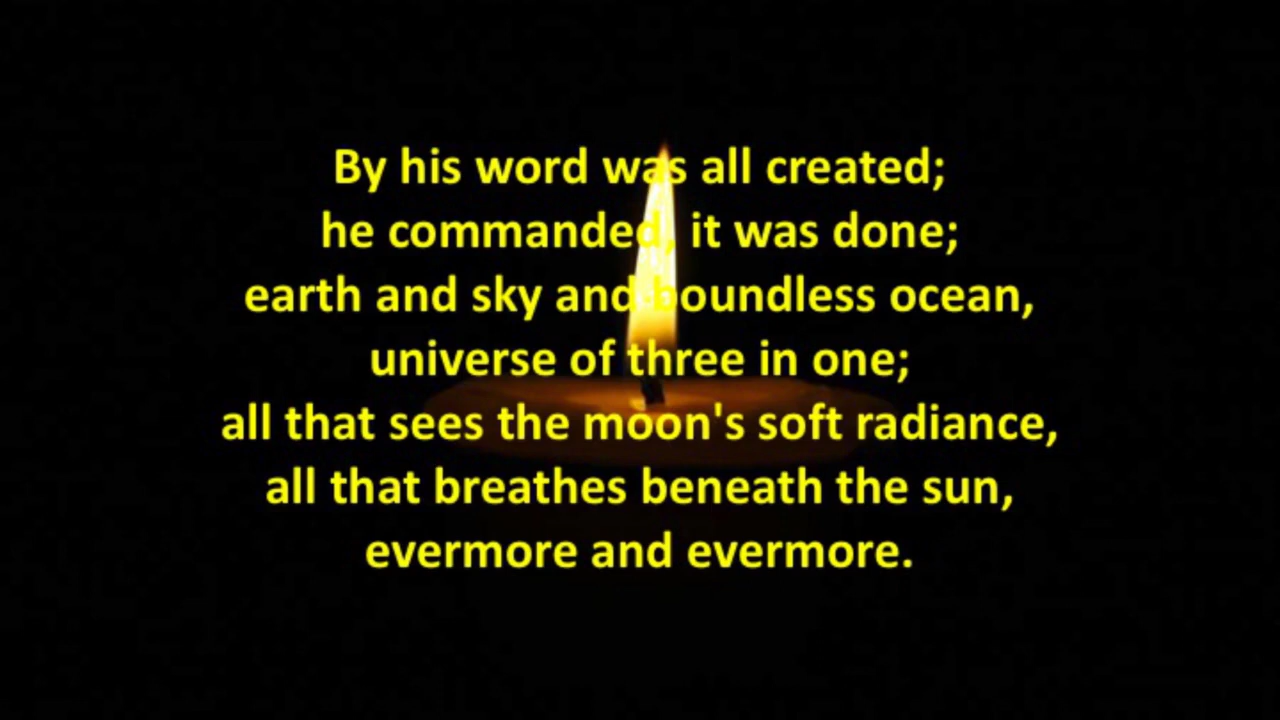 By his word was all created;
he commanded, it was done;
earth and sky and boundless ocean,
universe of three in one;
all that sees the moon's soft radiance,
all that breathes beneath the sun,
evermore and evermore.